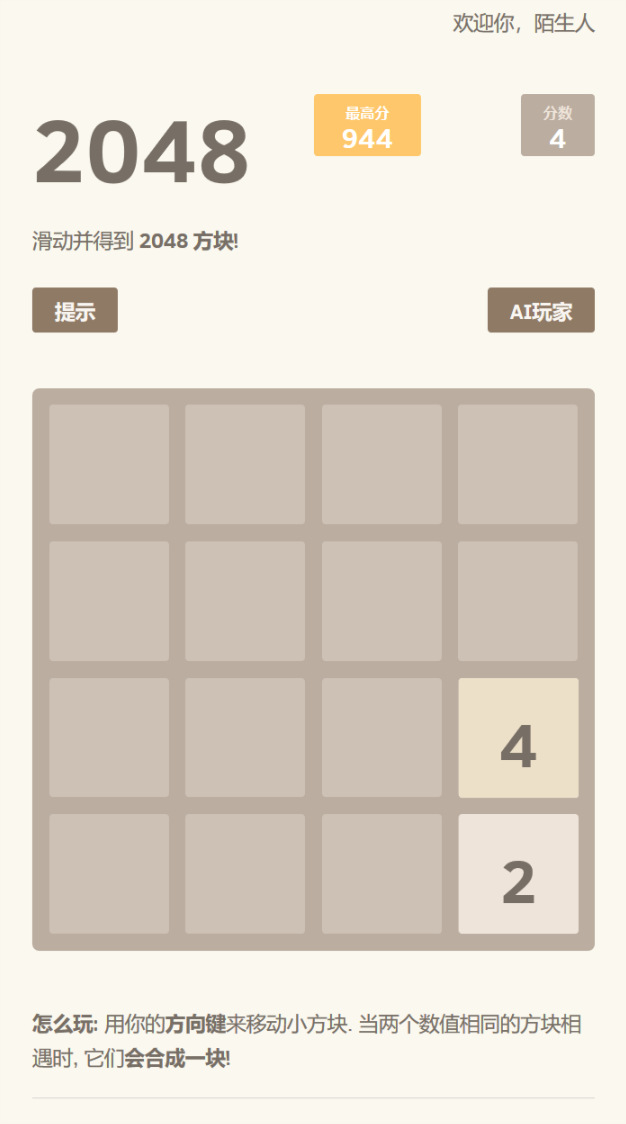 欢迎你，陌生人
2048
最高分
944
分数
4
滑动并得到 2048 方块!
提示
AI玩家
4
2
怎么玩: 用你的方向键来移动小方块. 当两个数值相同的方块相
遇时, 它们会合成一块!